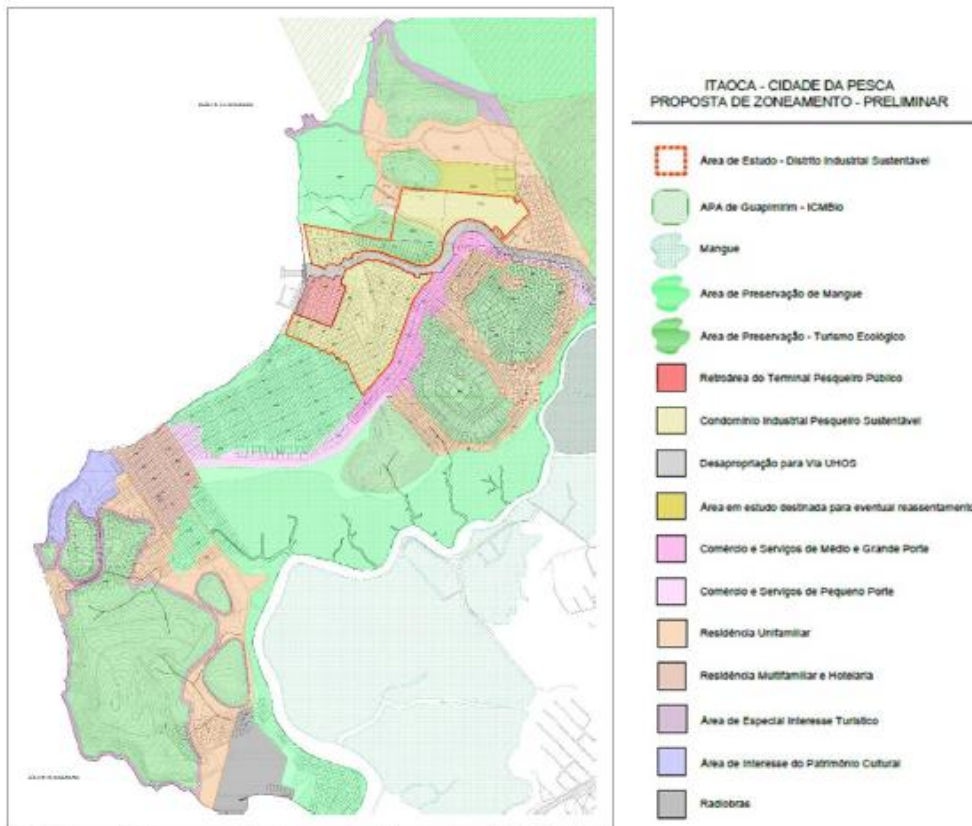 ITAOCA - CIDADE DA PESCA
PROPOSTA DE ZONEAMENTO - PRELIMINAR
Área de Estudo - Distrito Industrial Sustentável
APA de Guapimirim - ICMBio
Mangue
Área de Preservação de Mangue
Área de Preservação - Turismo Ecológico
Retroárea do Terminal Pesqueiro Público
Condomínio Industrial Pesqueiro Sustentável
Desapropriação para Via UHOS
Área em estudo destinada para eventual reassentamento
Comércio e Serviços de Médio e Grande Porte
Comércio e Serviços de Pequeno Porte
Residência Unifamiliar
Residência Multifamiliar e Hotelaria
Área de Especial Interesse Turístico
Área de Interesse do Patrimônio Cultural
Radiobras